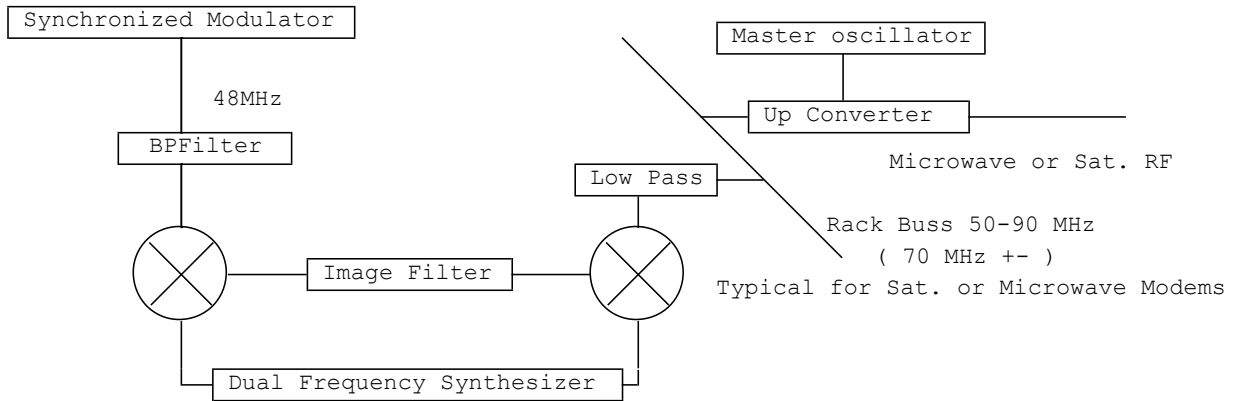 Synchronized Modulator
Master oscillator
48MHz
Up Converter
BPFilter
Microwave or Sat. RF
Low Pass
Rack Buss 50-90 MHz
( 70 MHz +- )
Image Filter
Typical for Sat. or Microwave Modems
Dual Frequency Synthesizer